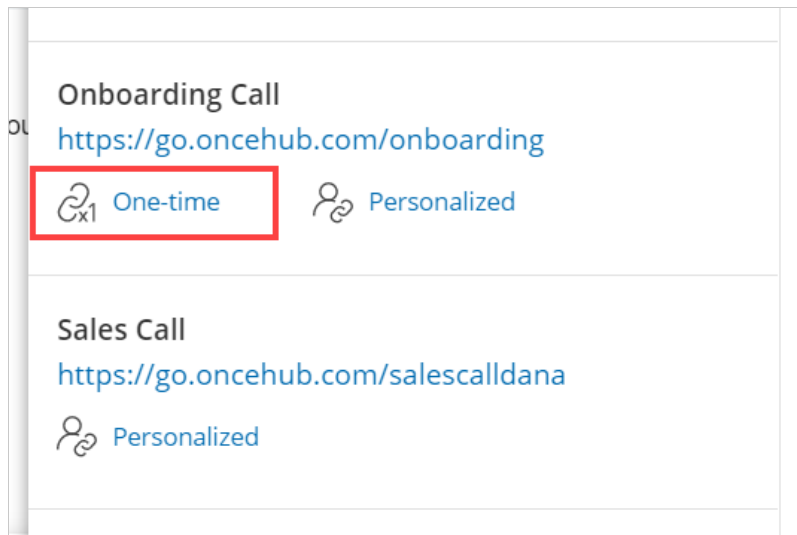 Onboarding Call
https://go.oncehub.com/onboarding
x1 One-time Personalized
Sales Call
https://go.oncehub.com/salescalldana
Personalized